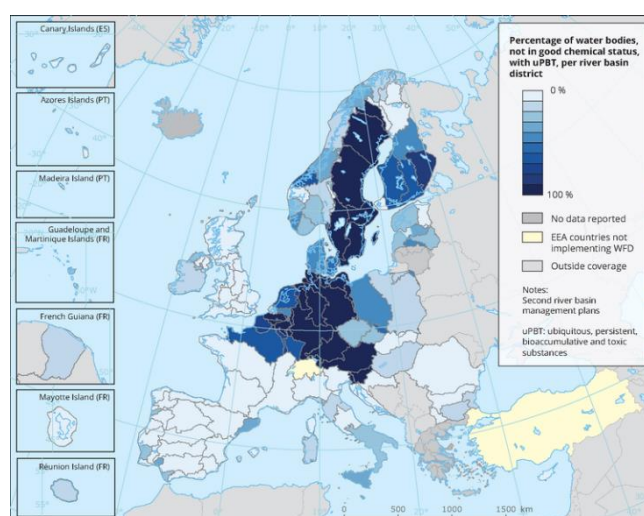 Canary Islands (ES)
Azores Islands (PT)
Madeira Island (PT)
Guadeloupe and
Martinique Islands (FR)
French Guiana (FR)
Mayotte Island (FR)
Réunion Island (FR)
Percentage of water bodies,
not in good chemical status,
with uPBT, per river basin
district
0 %
100 %
No data reported
EEA countries not
implementing WFD
Outside coverage
Notes:
Second river basin
management plans
uPBT: ubiquitous, persistent,
bioaccumulative and toxic
substances
0 500 1000 1500 km